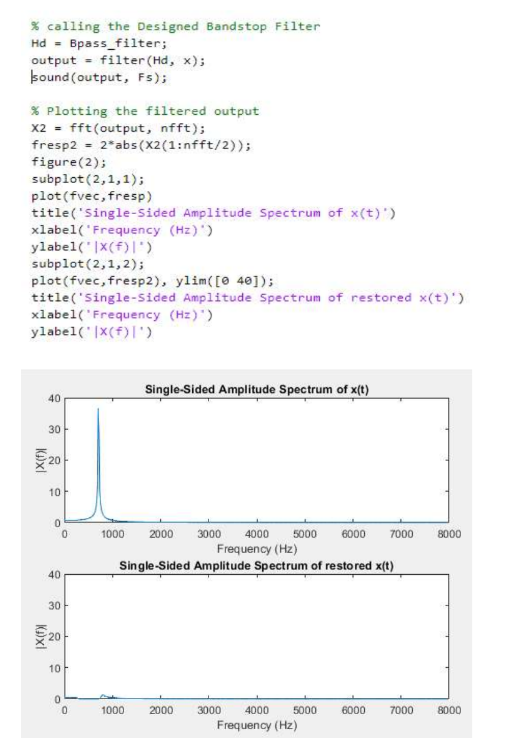 % calling the Designed Bandstop Filter
Hd = Bpass_filter;
output = filter(Hd, x);
sound(output, Fs);
% Plotting the filtered output
X2 = fft(output, nfft);
fresp2 = 2*abs(X2(1:nfft/2));
figure(2);
subplot(2,1,1);
plot(fvec,fresp)
title('Single-Sided Amplitude Spectrum of x(t)')
xlabel('Frequency (Hz)')
ylabel('|X(f)|')
subplot(2,1,2);
plot(fvec,fresp2), ylim([0 40]);
title('Single-Sided Amplitude Spectrum of restored x(t)')
xlabel('Frequency (Hz)')
ylabel('|X(f)|')
Single-Sided Amplitude Spectrum of x(t)
40
30
20
10
0
|X(f)|
0 1000 2000 3000 4000 5000 6000 7000 8000
Frequency (Hz)
Single-Sided Amplitude Spectrum of restored x(t)
40
30
20
10
0
|X(f)|
0 1000 2000 3000 4000 5000 6000 7000 8000
Frequency (Hz)